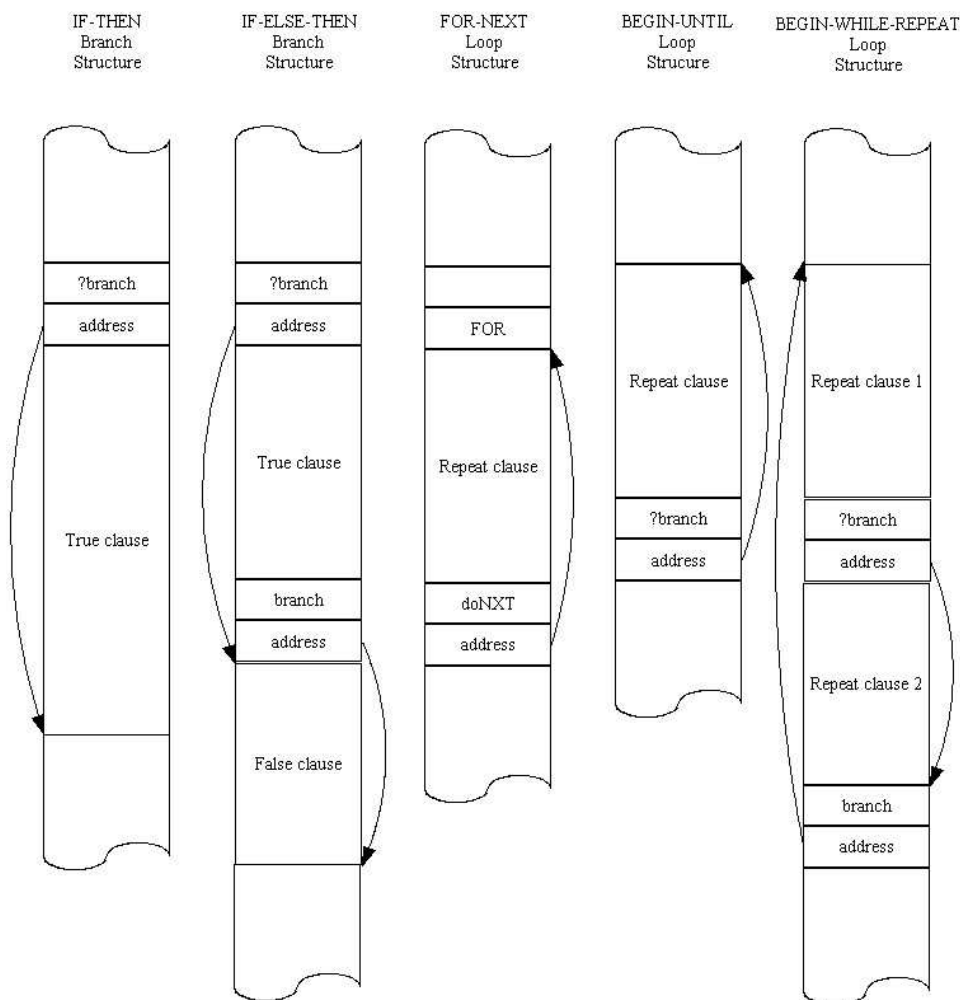 IF-THEN
Branch
Structure
IF-ELSE-THEN
Branch
Structure
FOR-NEXT
Loop
Structure
BEGIN-UNTIL
Loop
Strucure
BEGIN-WHILE-REPEAT
Loop
Structure
?branch
address
True clause
?branch
address
True clause
branch
address
False clause
FOR
Repeat clause
doNXT
address
Repeat clause
?branch
address
Repeat clause 1
?branch
address
Repeat clause 2
branch
address